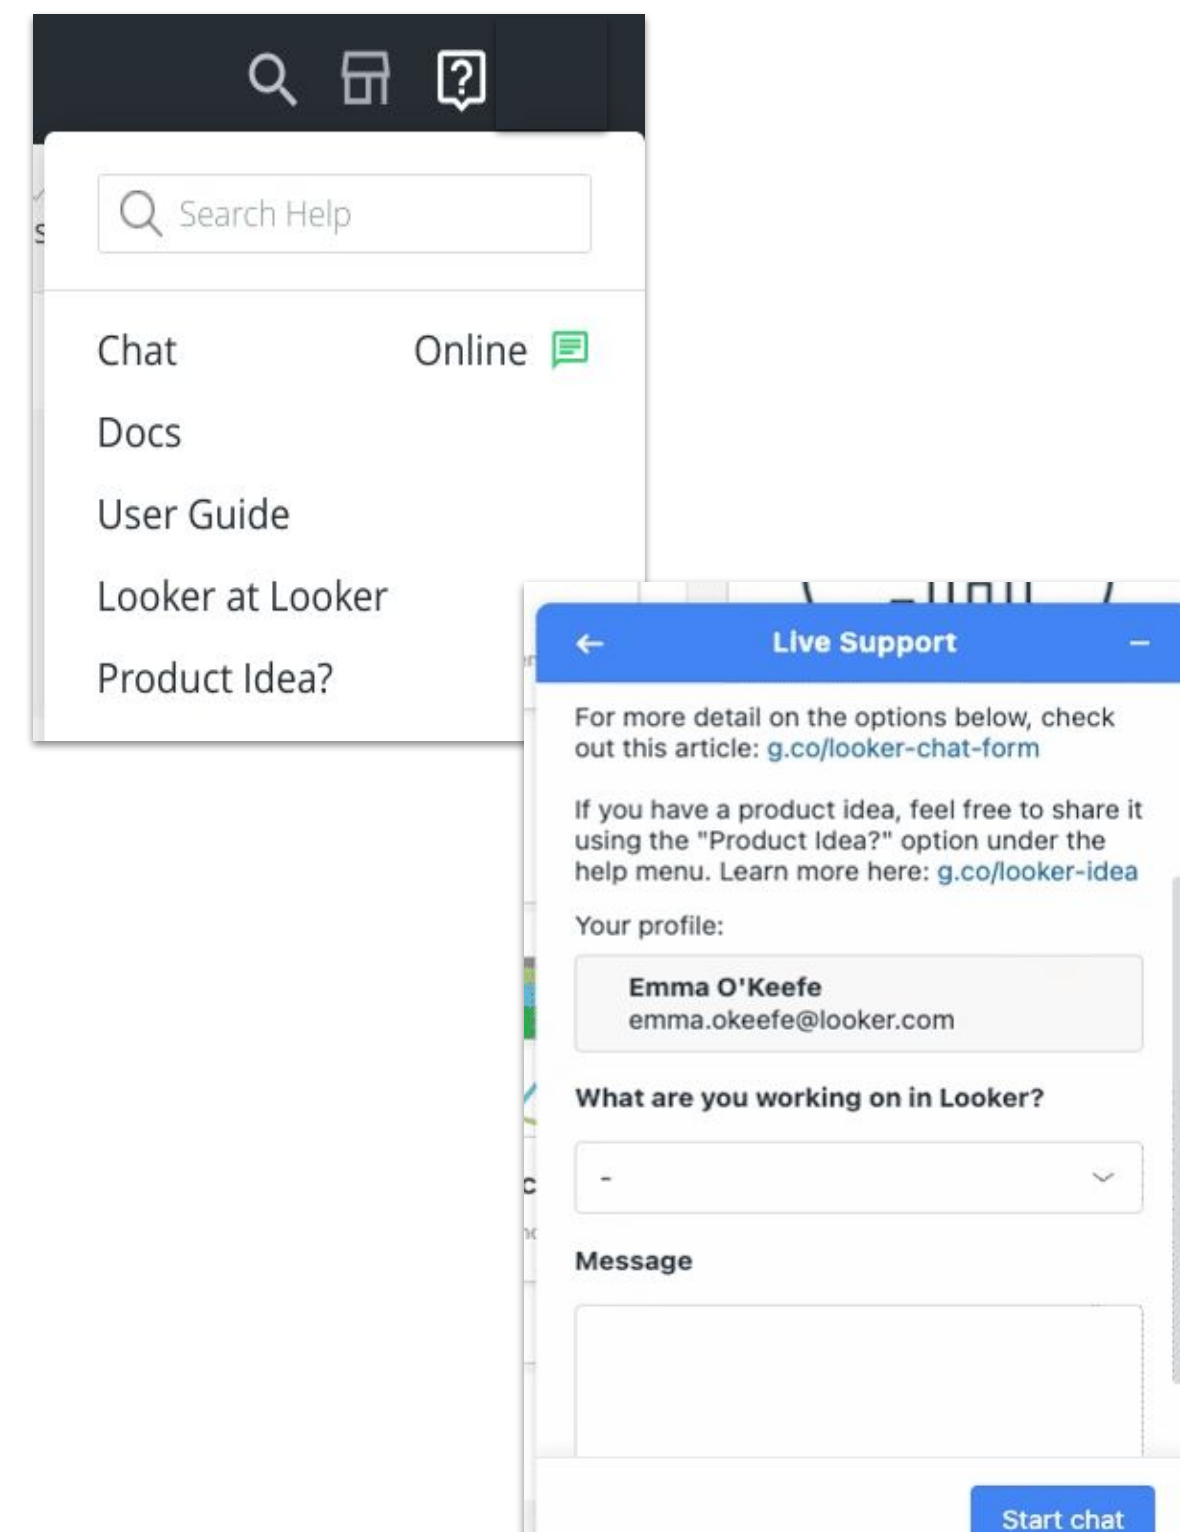 Search Help
Chat Online
Docs
User Guide
Looker at Looker
Product Idea?
Live Support
For more detail on the options below, check
out this article: g.co/looker-chat-form
If you have a product idea, feel free to share it
using the "Product Idea?" option under the
help menu. Learn more here: g.co/looker-idea
Your profile:
Emma O'Keefe
emma.okeefe@looker.com
What are you working on in Looker?
-
Message
Start chat